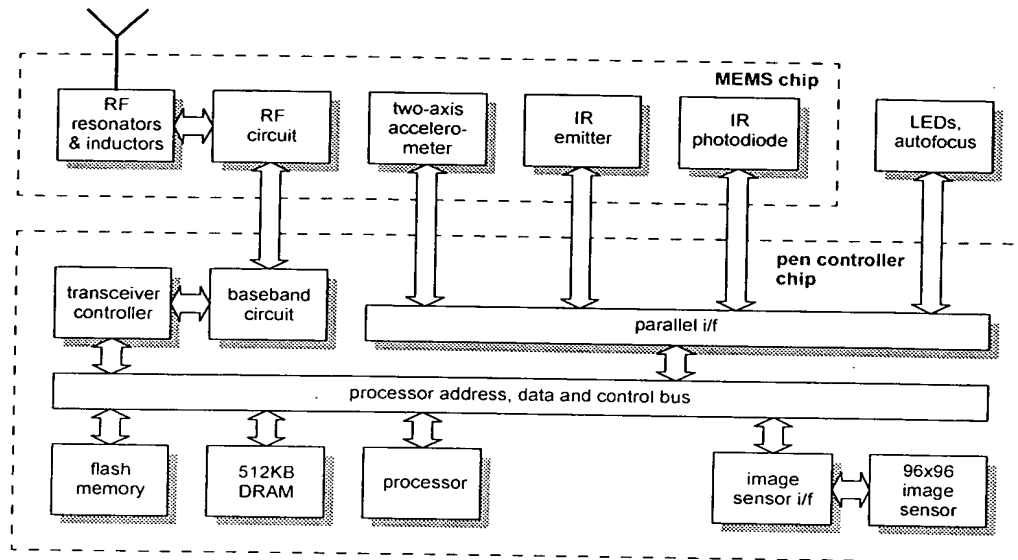 MEMS chip
RF
resonators
& inductors
RF
circuit
two-axis
accelero-
meter
IR
emitter
IR
photodiode
LEDs,
autofocus
pen controller
chip
transceiver
controller
baseband
circuit
parallel i/f
processor address, data and control bus
flash
memory
512KB
DRAM
processor
image
sensor i/f
96x96
image
sensor